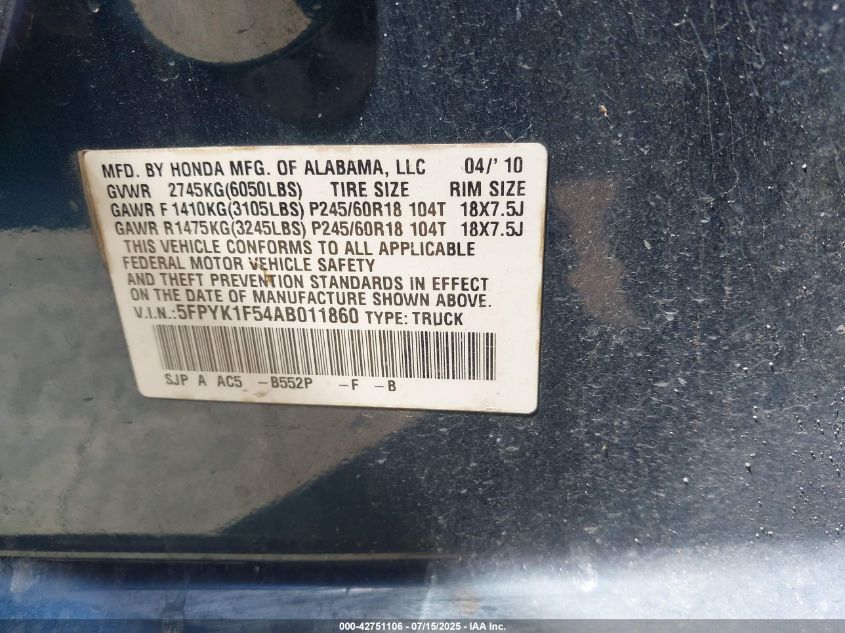 MFD. BY HONDA MFG. OF ALABAMA, LLC 04/' 10
GVWR 2745KG(6050LBS) TIRE SIZE RIM SIZE
GAWR F 1410KG(3105LBS) P245/60R18 104T 18X7.5J
GAWR R1475KG(3245LBS) P245/60R18 104T 18X7.5J
THIS VEHICLE CONFORMS TO ALL APPLICABLE
FEDERAL MOTOR VEHICLE SAFETY
AND THEFT PREVENTION STANDARDS IN EFFECT
ON THE DATE OF MANUFACTURE SHOWN ABOVE.
V.I.N.:5FPYK1F54AB011860 TYPE: TRUCK
SJP A AC5 -B552P -F -B
000-42751106 - 07/15/2025 - IAA Inc.